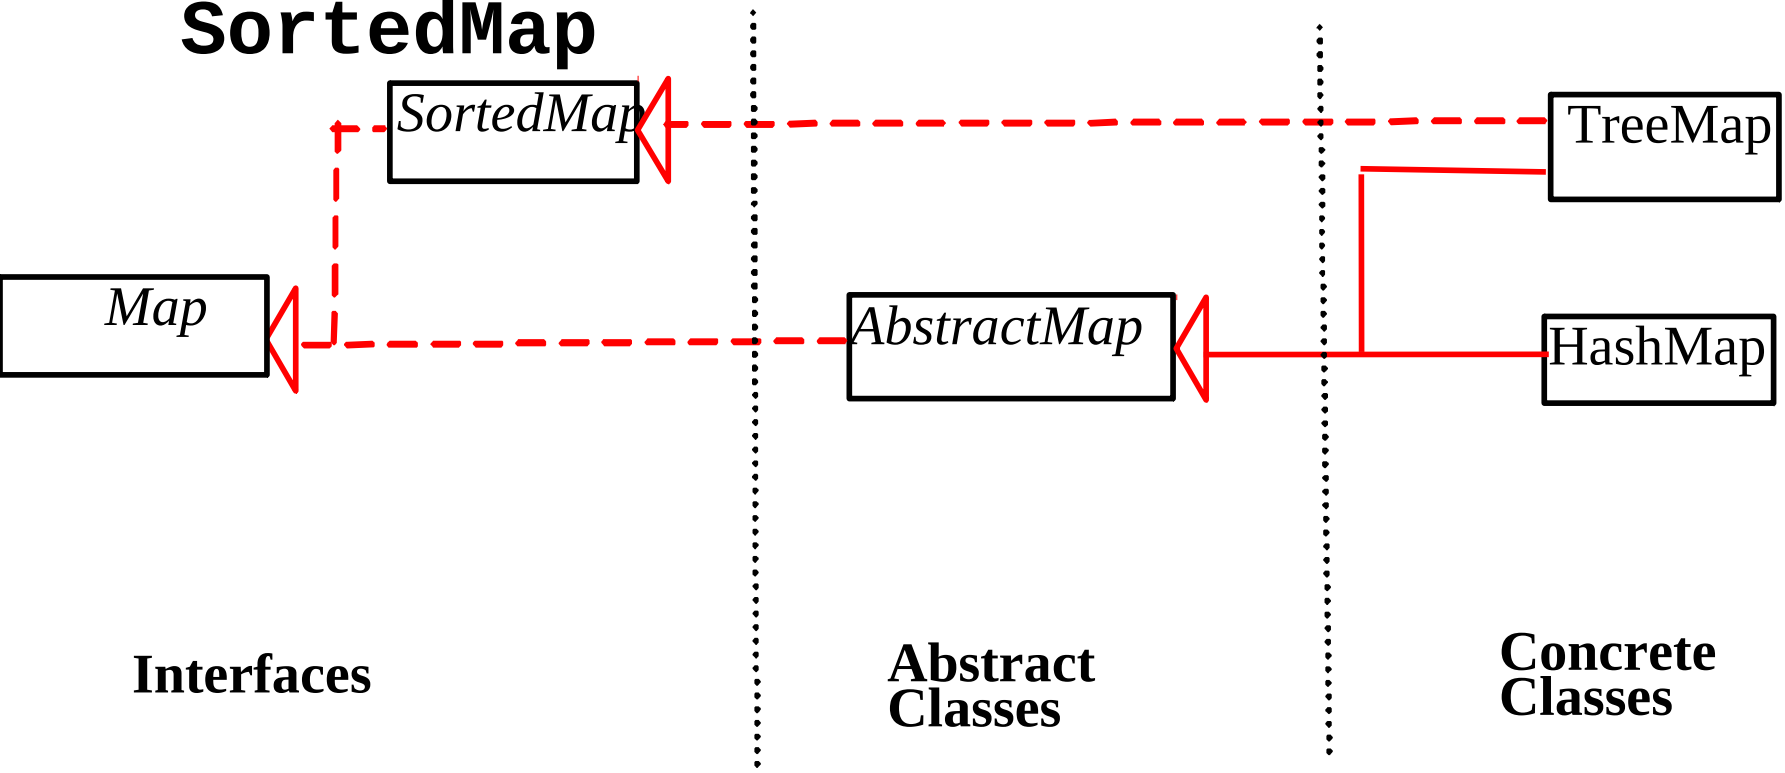 SortedMap
SortedMap
TreeMap
Map
AbstractMap
HashMap
Interfaces
Abstract
Classes
Concrete
Classes